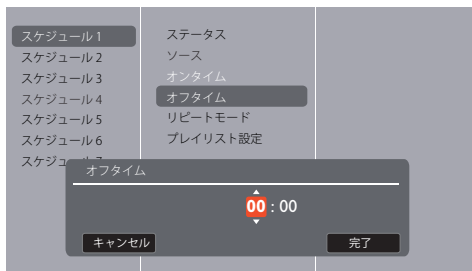 スケジュール 1
スケジュール 2
スケジュール 3
スケジュール 4
スケジュール 5
スケジュール 6
スケジュ
ステータス
ソース
オンタイム
オフタイム
リピートモード
プレイリスト設定
オフタイム
00 : 00
キャンセル
完了